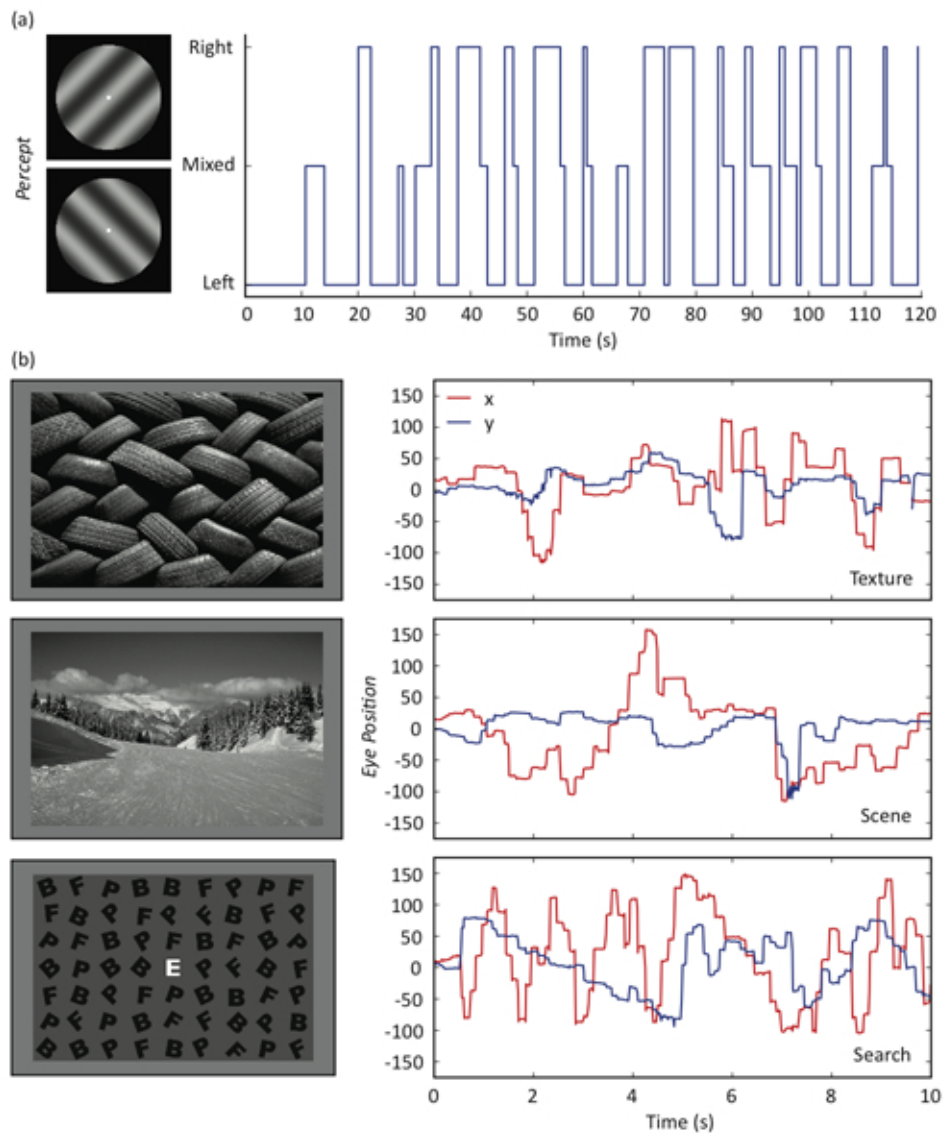 (a)
Percept
Right
Mixed
Left
0 10 20 30 40 50 60 70 80 90 100 110 120
Time (s)
(b)
150
100
50
0
-50
-100
-150
x
y
Texture
Eye Position
150
100
50
0
-50
-100
-150
Scene
B F P B B F P P F
F B P F P F B F P
P F B P F B F B P
B P B B E P F B F
F B P F P B B F P
P F P B F F B P B
B B P F B P F P F
150
100
50
0
-50
-100
-150
Search
0 2 4 6 8 10
Time (s)